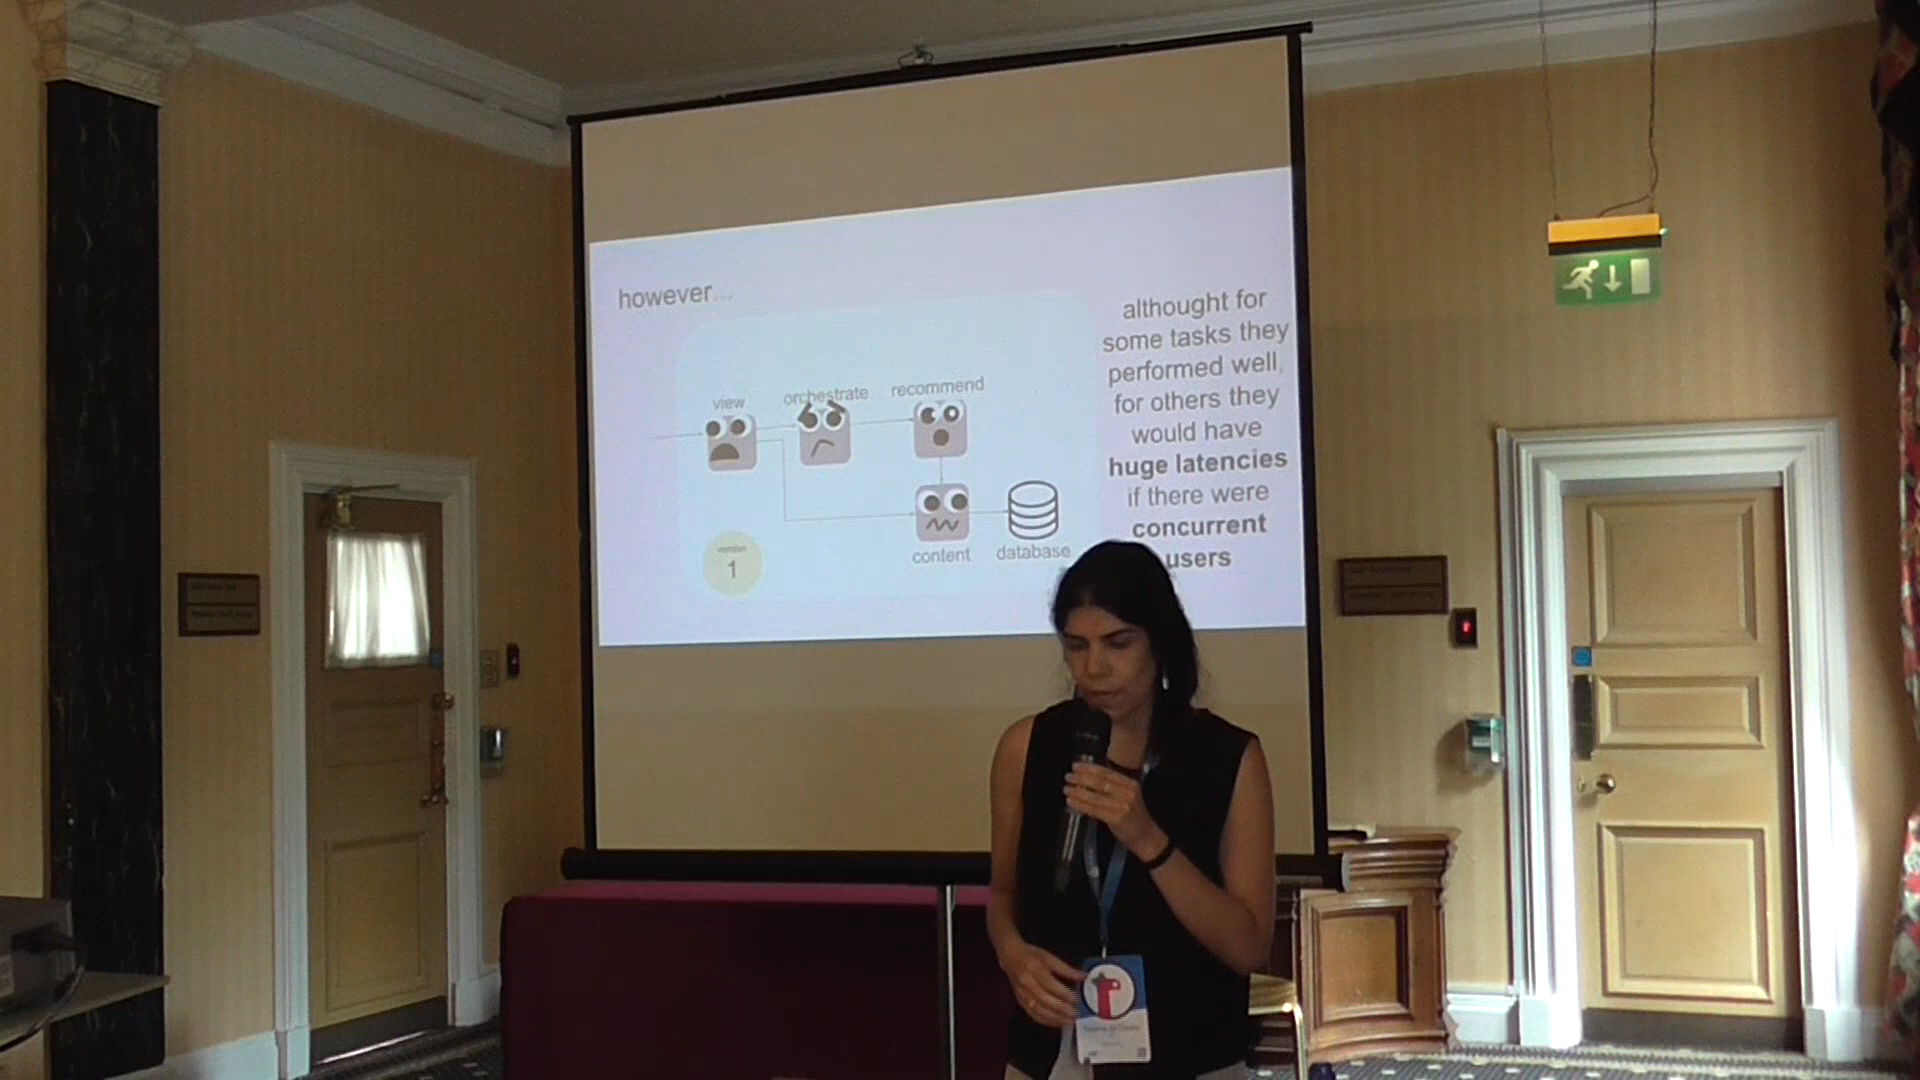 however...
view
orchestrate
recommend
content
database
version
1
althought for
some tasks they
performed well,
for others they
would have
huge latencies
if there were
concurrent
users